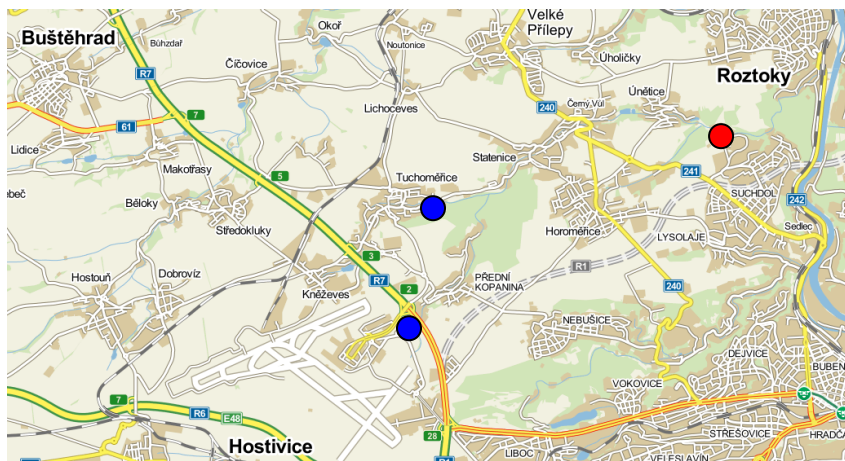 Velké
Přílepy
Okoř
Buštěhrad
Bůhzdař
Noutonice
Úholičky
Číčovice
R7
Roztoky
Únětice
Lichoceves
240
Černý Vůl
7
61
Lidice
Statenice
Makotřasy
241
5
Tuchoměřice
SUCHDOL
242
Běloky
Středokluky
Horoměřice
Sedlec
LYSOLAJE
3
R1
Hostouň
Dobrovíz
R7
PŘEDNÍ
KOPANINA
2
240
Kněževes
NEBUŠICE
DEJVICE
BUBEN
VOKOVICE
7
R6
E48
28
STŘEŠOVICE
HRADČA
Hostivice
LIBOC
VELESLAVÍN